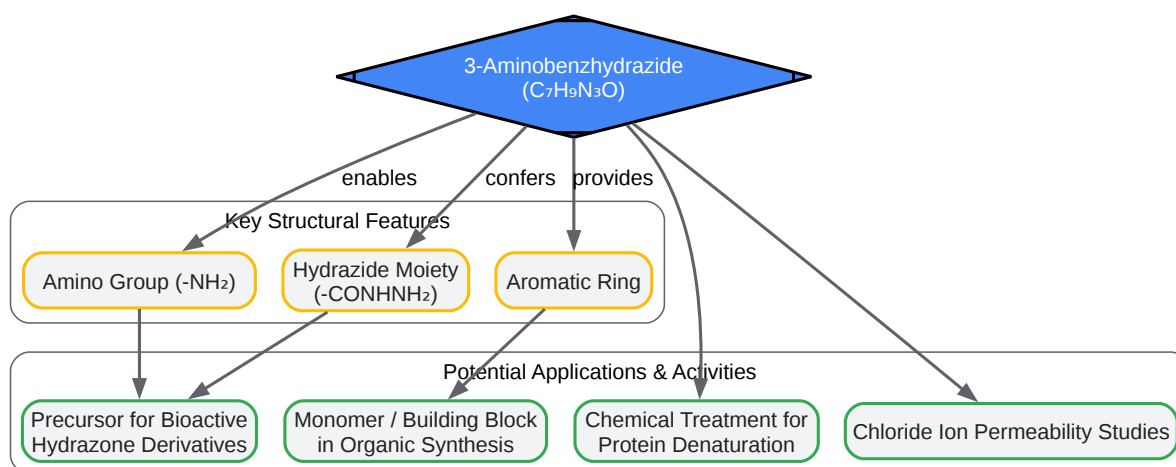 3-Aminobenzhydrazide
(C₇H₉N₃O)
enables
confers
provides
Key Structural Features
Amino Group (-NH₂)
Hydrazide Moiety
(-CONHNH₂)
Aromatic Ring
Potential Applications & Activities
Precursor for Bioactive
Hydrazone Derivatives
Monomer / Building Block
in Organic Synthesis
Chemical Treatment for
Protein Denaturation
Chloride Ion Permeability Studies